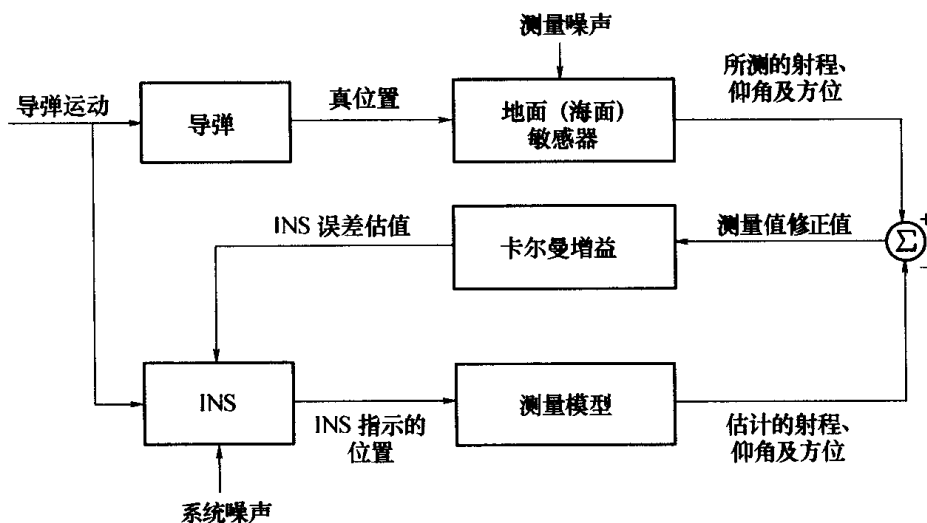 测量噪声
所测的射程、
仰角及方位
导弹运动
导弹
真位置
地面（海面）
敏感器
+
INS 误差估值
卡尔曼增益
测量值修正值
Σ
−
INS
INS 指示的
位置
测量模型
估计的射程、
仰角及方位
系统噪声